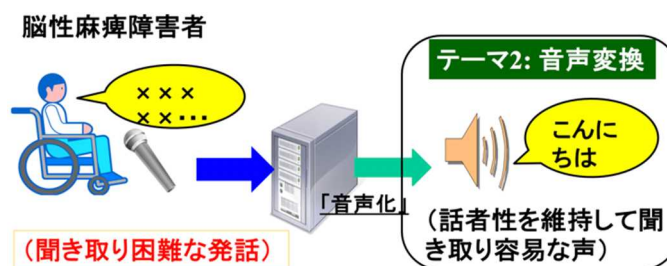 脳性麻痺障害者
×××
××・・・
（聞き取り困難な発話）
「音声化」
テーマ2: 音声変換
こんに
ちは
（話者性を維持して聞
き取り容易な声）